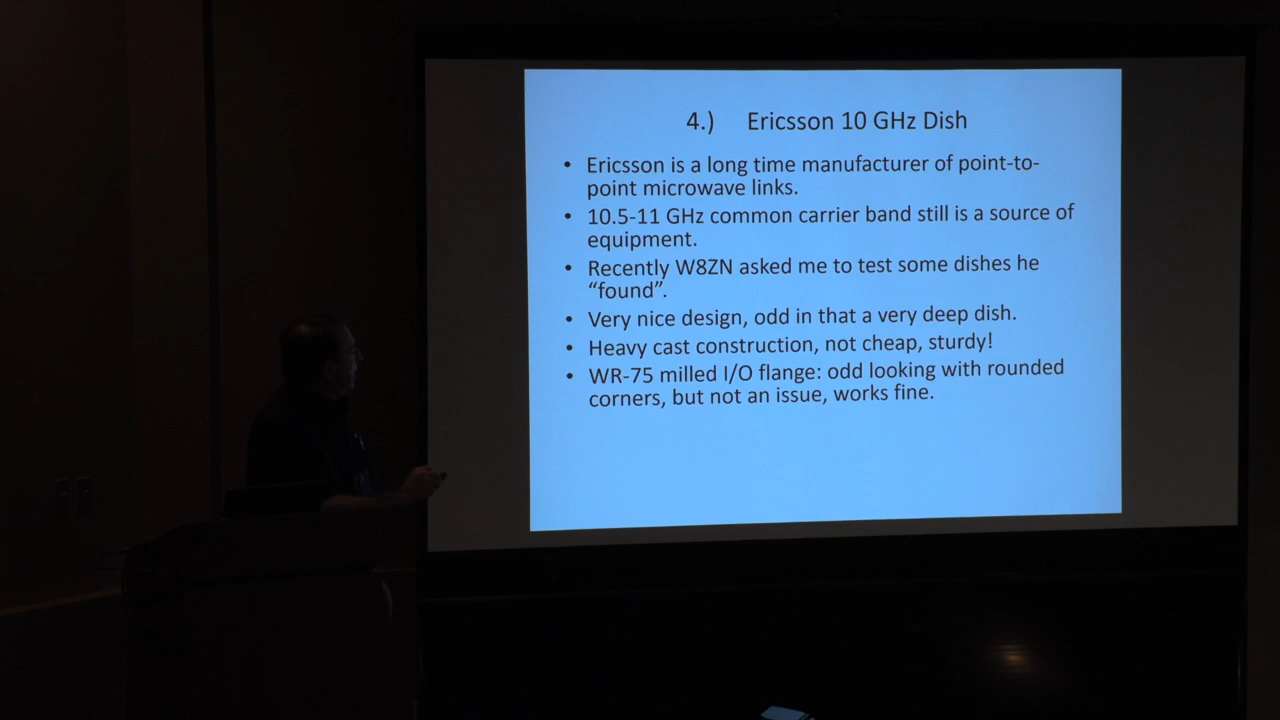 4.) Ericsson 10 GHz Dish
• Ericsson is a long time manufacturer of point-to-
point microwave links.
• 10.5-11 GHz common carrier band still is a source of
equipment.
• Recently W8ZN asked me to test some dishes he
“found”.
• Very nice design, odd in that a very deep dish.
• Heavy cast construction, not cheap, sturdy!
• WR-75 milled I/O flange: odd looking with rounded
corners, but not an issue, works fine.